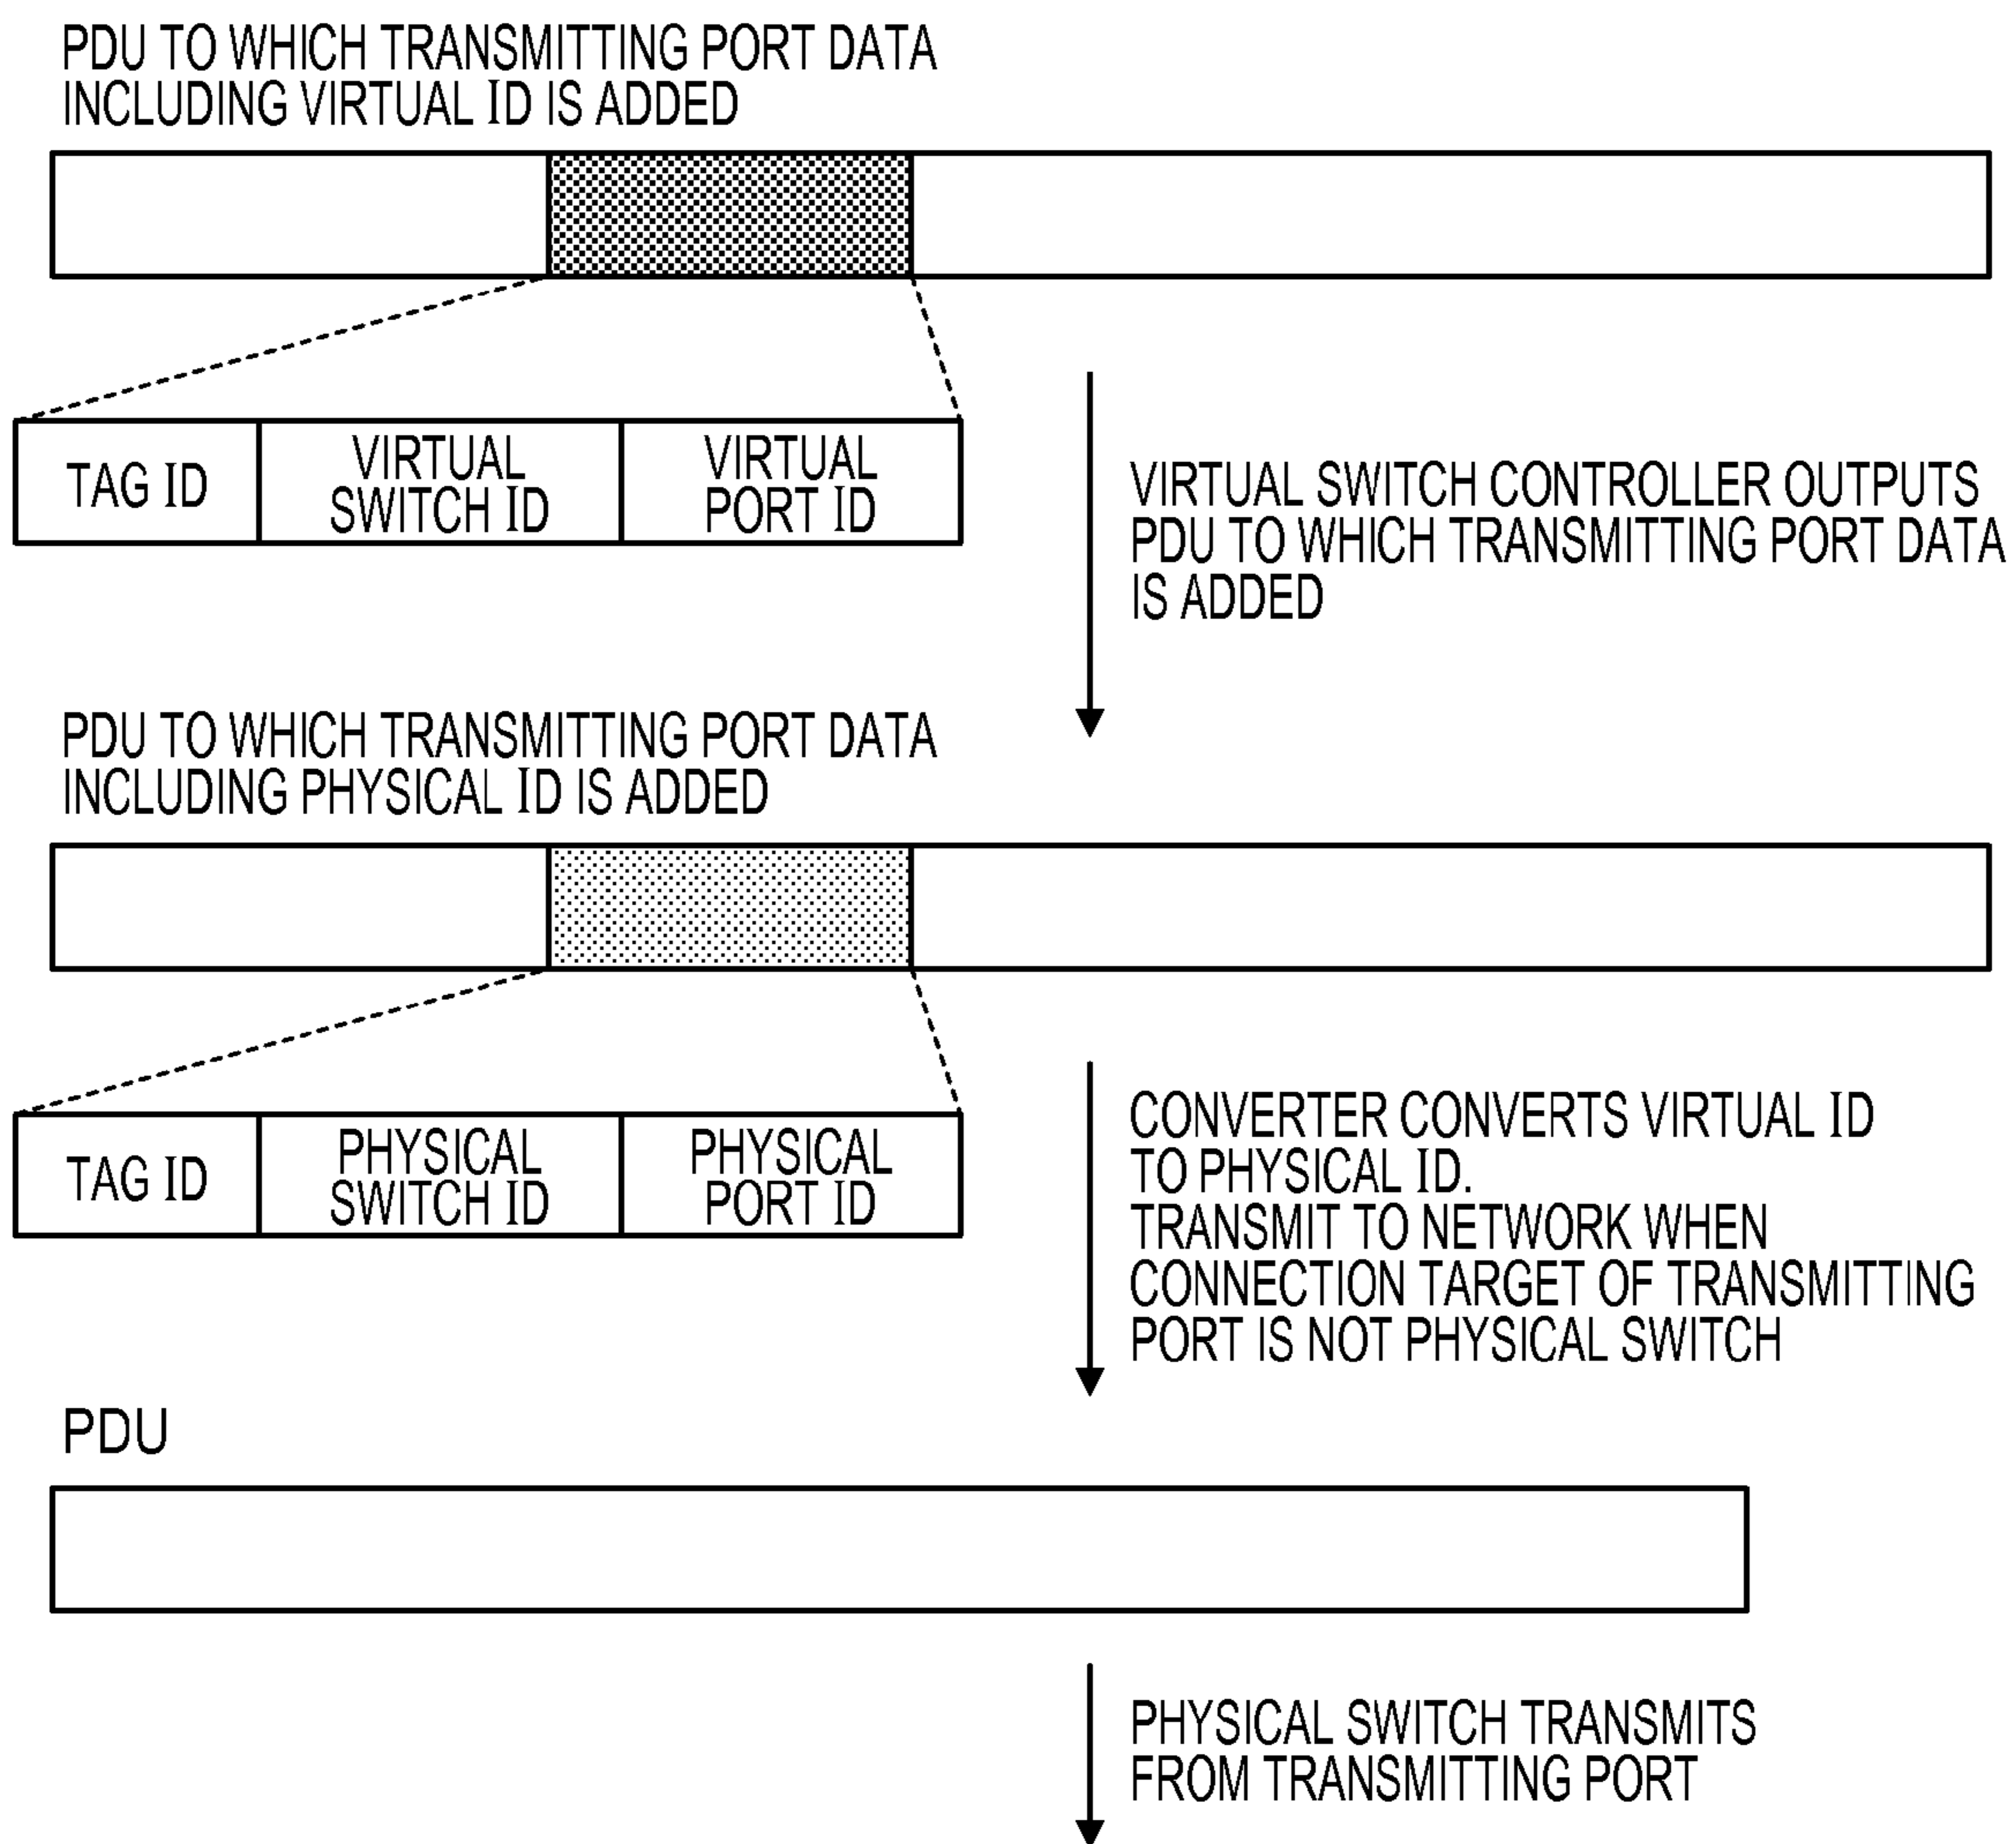 PDU TO WHICH TRANSMITTING PORT DATA
INCLUDING VIRTUAL ID IS ADDED
TAG ID
VIRTUAL
SWITCH ID
VIRTUAL
PORT ID
VIRTUAL SWITCH CONTROLLER OUTPUTS
PDU TO WHICH TRANSMITTING PORT DATA
IS ADDED
PDU TO WHICH TRANSMITTING PORT DATA
INCLUDING PHYSICAL ID IS ADDED
TAG ID
PHYSICAL
SWITCH ID
PHYSICAL
PORT ID
CONVERTER CONVERTS VIRTUAL ID
TO PHYSICAL ID.
TRANSMIT TO NETWORK WHEN
CONNECTION TARGET OF TRANSMITTING
PORT IS NOT PHYSICAL SWITCH
PDU
PHYSICAL SWITCH TRANSMITS
FROM TRANSMITTING PORT